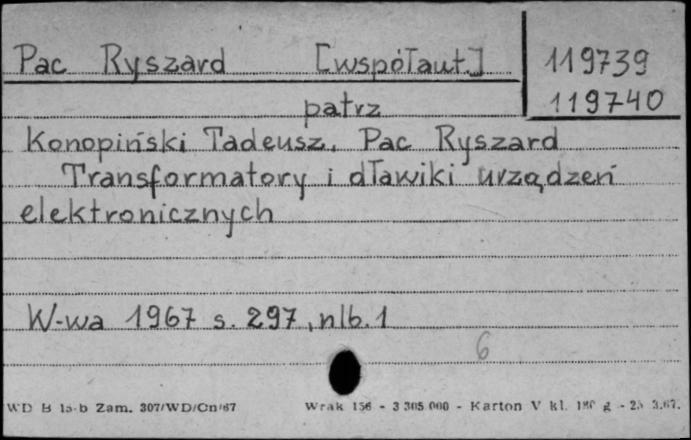 Pac Ryszard [współaut.] 119739
patrz 119740
Konopiński Tadeusz, Pac Ryszard
Transformatory i dławiki urządzeń
elektronicznych
W-wa 1967 s. 297, nlb. 1
6
WD B 15-b Zam. 307/WD/Cn/67 Wrak 156 - 3 305.000 - Karton V kl. 180 g - 25 3.67.